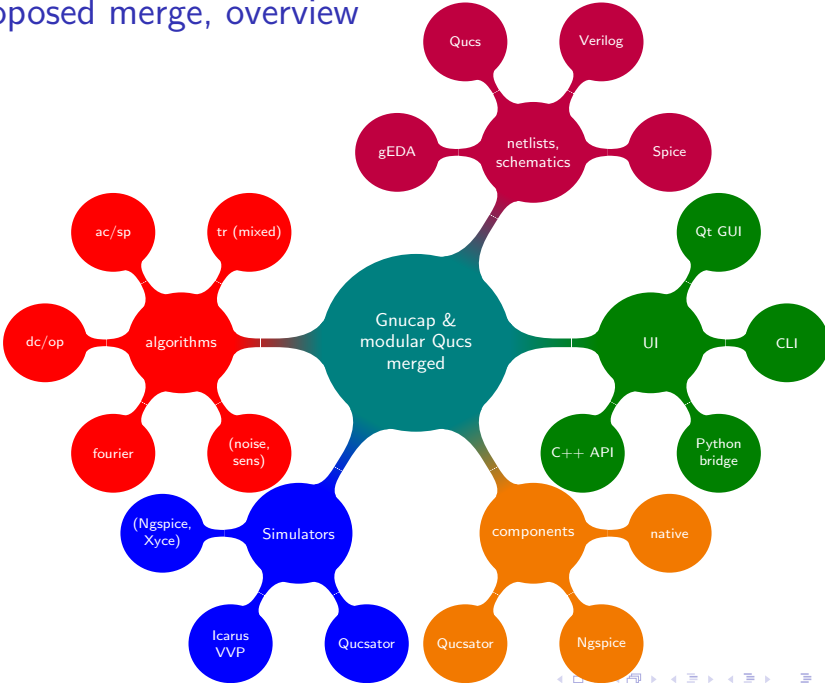 merge, overview
Qucs
Verilog
gEDA
netlists,
schematics
Spice
ac/sp
tr (mixed)
Qt GUI
dc/op
algorithms
Gnucap &
modular Qucs
merged
UI
CLI
fourier
(noise,
sens)
C++ API
Python
bridge
(Ngspice,
Xyce)
Simulators
components
native
Icarus
VVP
Qucsator
Qucsator
Ngspice